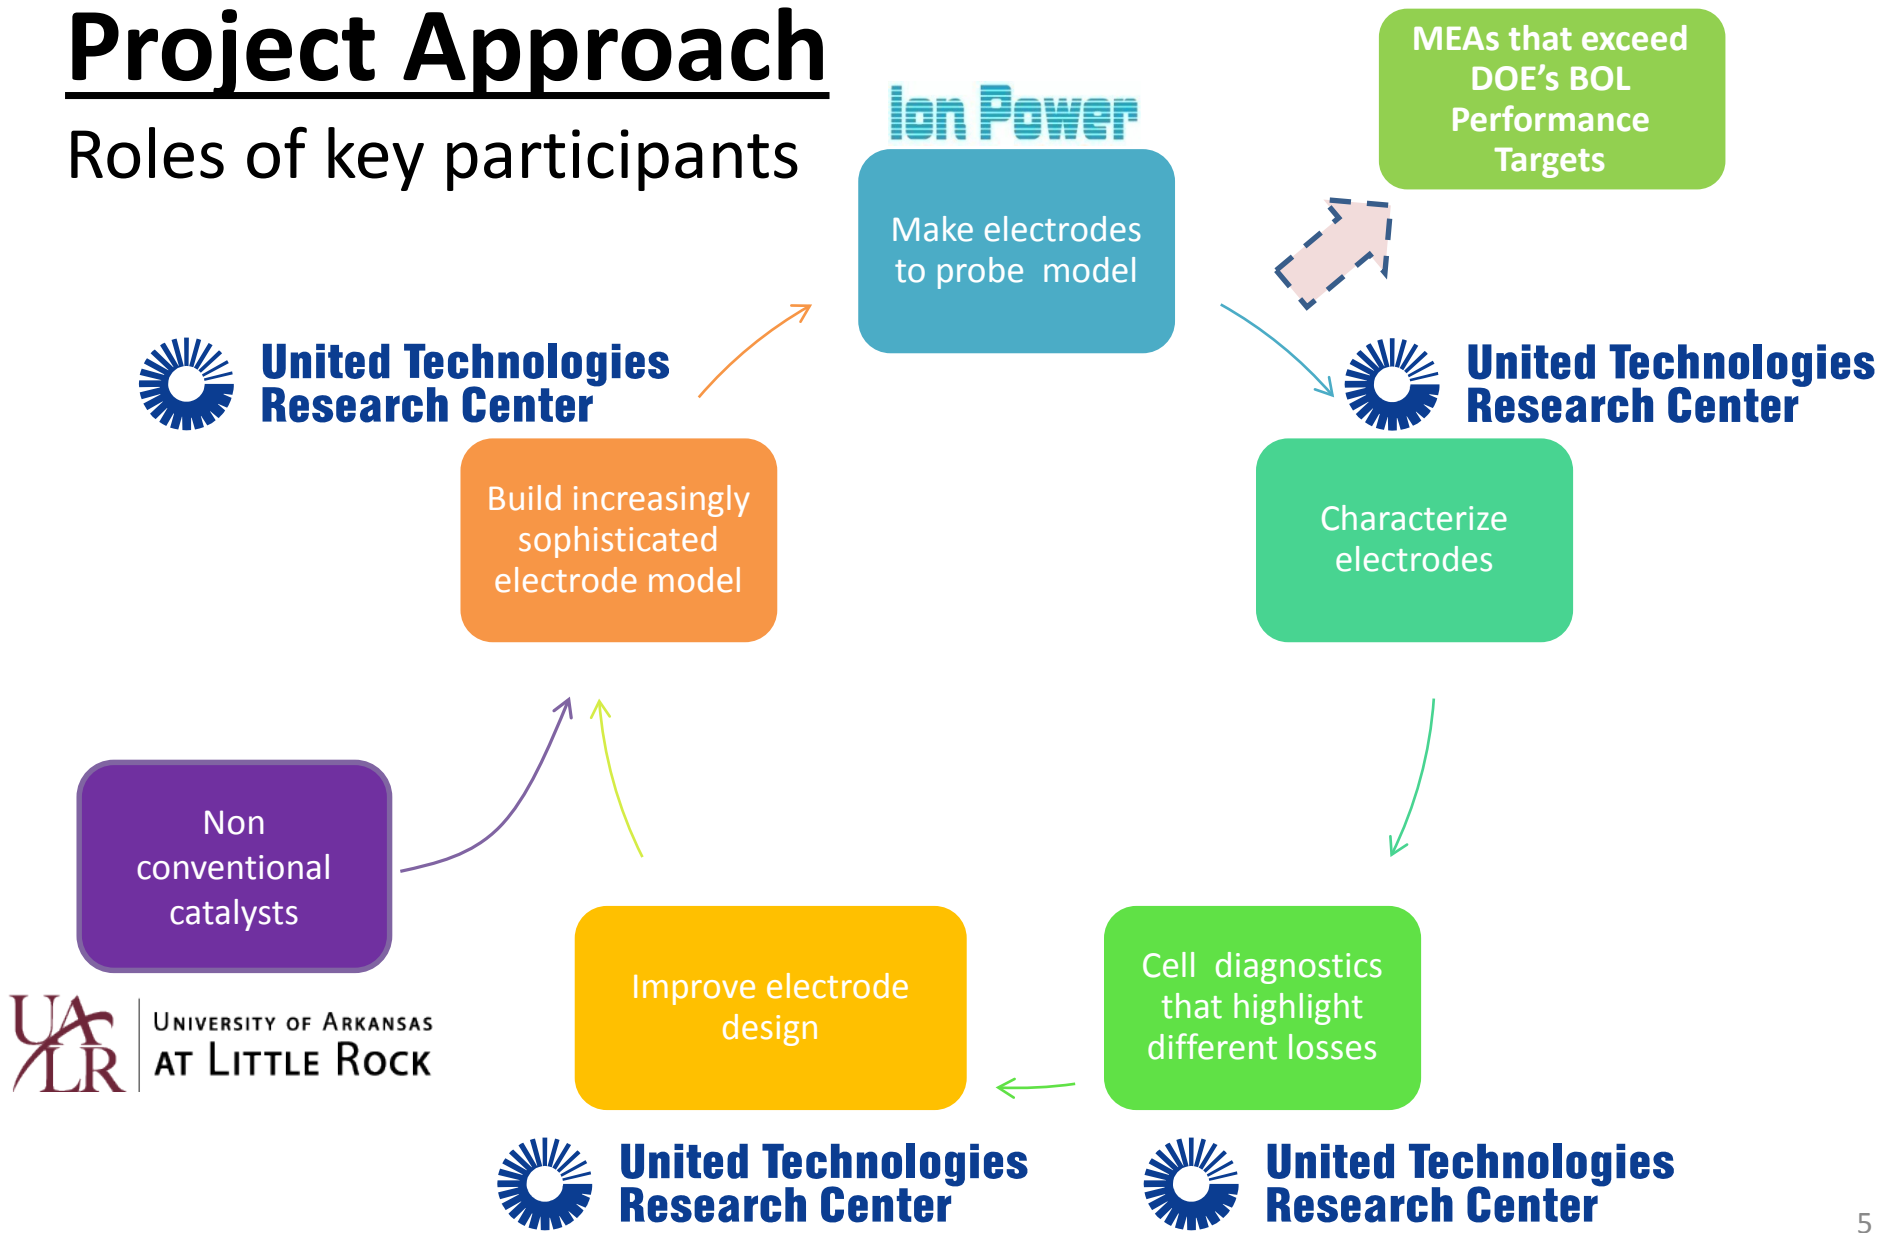 Project Approach
Roles of key participants
Ion Power
Make electrodes
to probe  model
MEAs that exceed
DOE's BOL
Performance
Targets
United Technologies
Research Center
United Technologies
Research Center
Build increasingly
sophisticated
electrode model
Characterize
electrodes
Non
conventional
catalysts
UALR
UNIVERSITY OF ARKANSAS
AT LITTLE ROCK
Improve electrode
design
Cell  diagnostics
that highlight
different losses
United Technologies
Research Center
United Technologies
Research Center
5